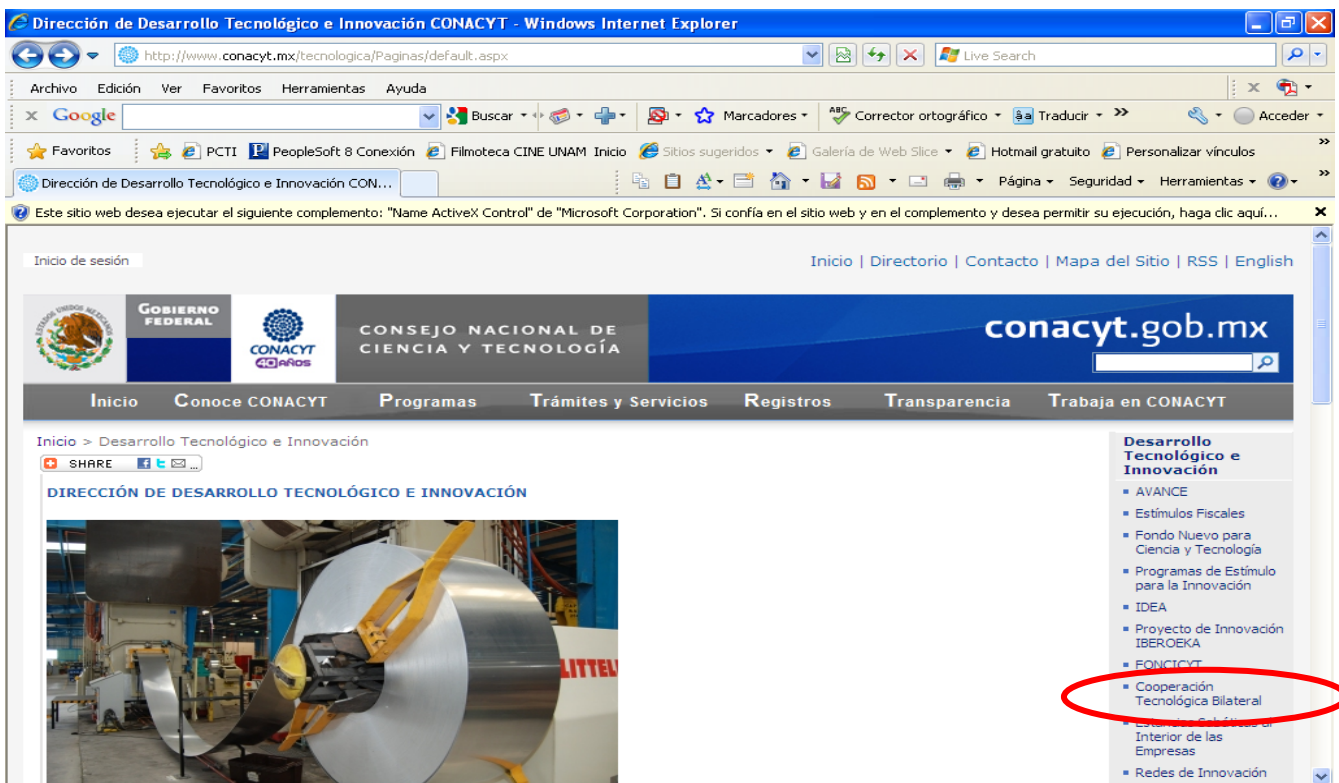 Dirección de Desarrollo Tecnológico e Innovación CONACYT - Windows Internet Explorer
http://www.conacyt.mx/tecnologica/Paginas/default.aspx
Live Search
Archivo Edición Ver Favoritos Herramientas Ayuda
x Google Buscar Marcadores Corrector ortográfico Traducir >> Acceder
Favoritos PCTI PeopleSoft 8 Conexión Filmoteca CINE UNAM Inicio Sitios sugeridos Galería de Web Slice Hotmail gratuito Personalizar vínculos >>
Dirección de Desarrollo Tecnológico e Innovación CON... Página Seguridad Herramientas >>
Este sitio web desea ejecutar el siguiente complemento: "Name ActiveX Control" de "Microsoft Corporation". Si confía en el sitio web y en el complemento y desea permitir su ejecución, haga clic aquí...
Inicio de sesión
Inicio | Directorio | Contacto | Mapa del Sitio | RSS | English
GOBIERNO
FEDERAL
CONACYT
40 AÑOS
CONSEJO NACIONAL DE
CIENCIA Y TECNOLOGÍA
conacyt.gob.mx
Inicio Conoce CONACYT Programas Trámites y Servicios Registros Transparencia Trabaja en CONACYT
Inicio > Desarrollo Tecnológico e Innovación
SHARE
DIRECCIÓN DE DESARROLLO TECNOLÓGICO E INNOVACIÓN
LITTEL
Desarrollo
Tecnológico e
Innovación
AVANCE
Estímulos Fiscales
Fondo Nuevo para
Ciencia y Tecnología
Programas de Estímulo
para la Innovación
IDEA
Proyecto de Innovación
IBEROEKA
FONCICYT
Cooperación
Tecnológica Bilateral
Estancias Sabáticas al
Interior de las
Empresas
Redes de Innovación